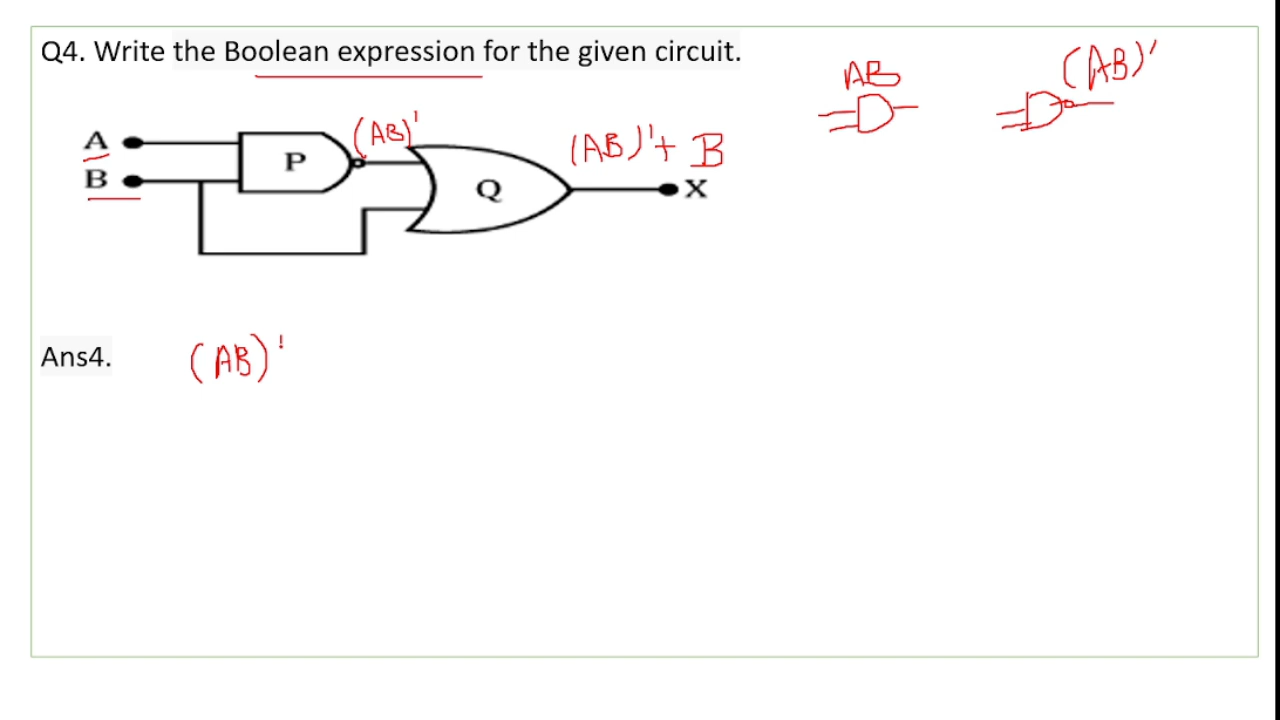 Q4. Write the Boolean expression for the given circuit.
AB
(AB)'
A
B
P
(AB)'
Q
(AB)'+ B
X
Ans4.
(AB)'